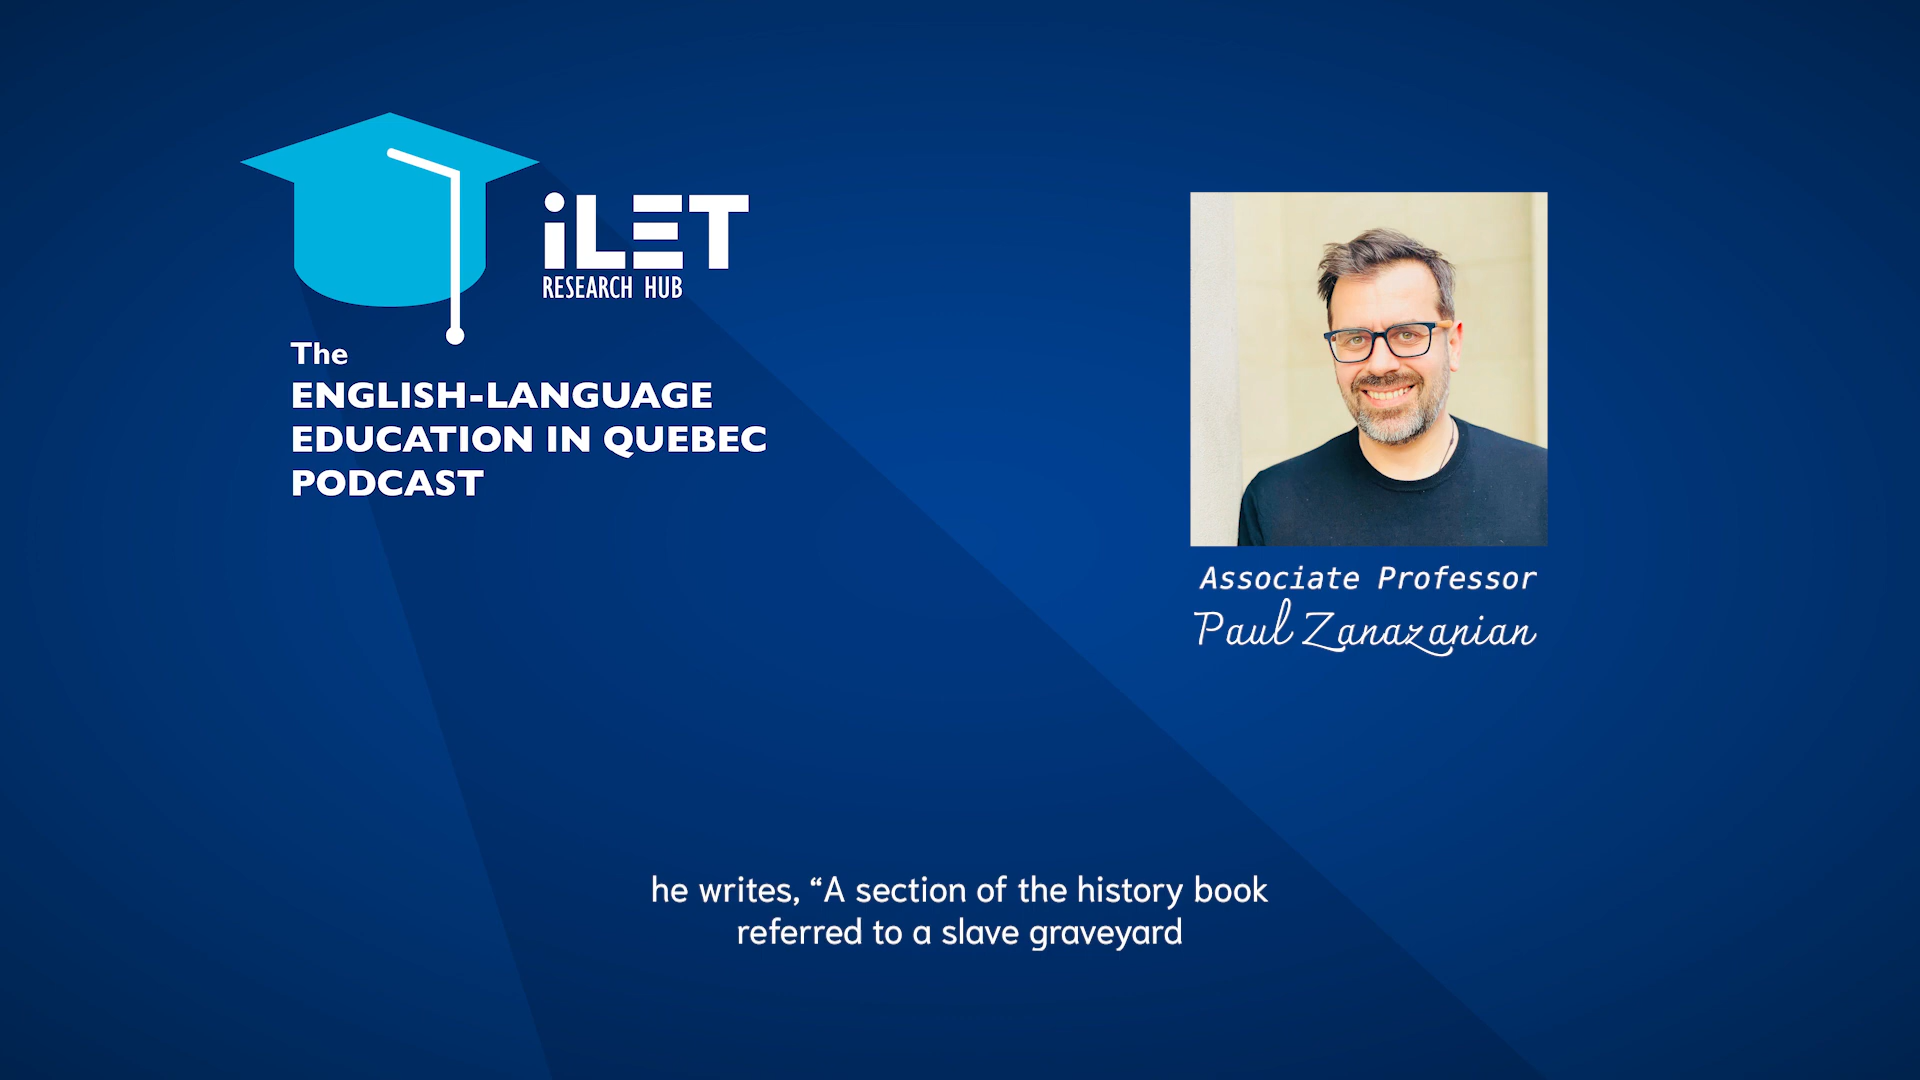 iLET
RESEARCH HUB
The
ENGLISH-LANGUAGE
EDUCATION IN QUEBEC
PODCAST
Associate Professor
Paul Zanazanian
he writes, “A section of the history book
referred to a slave graveyard